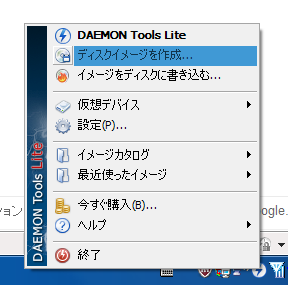 DAEMON Tools Lite
ディスクイメージを作成...
イメージをディスクに書き込む...
仮想デバイス
設定(P)...
イメージカタログ
最近使ったイメージ
今すぐ購入(B)...
ヘルプ
終了
DAEMON Tools Lite
ション
ogle.